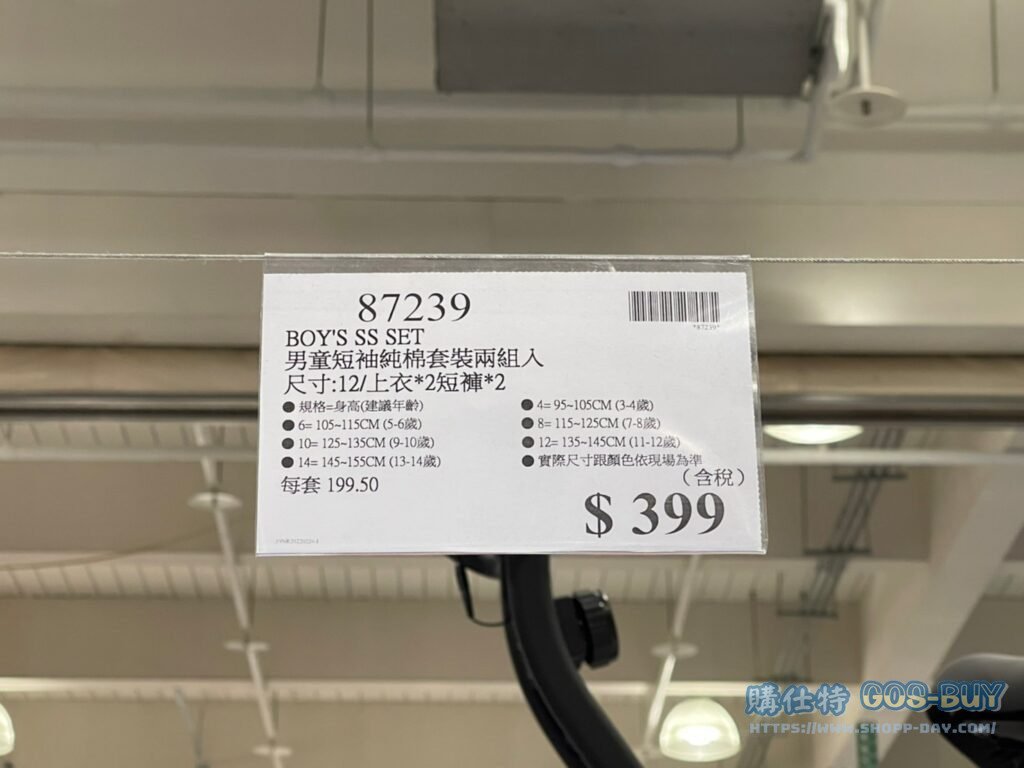 87239
*87239*
BOY'S SS SET
男童短袖純棉套裝兩組入
尺寸:12/上衣*2短褲*2
● 規格=身高(建議年齡)
● 4= 95~105CM (3-4歲)
● 6= 105~115CM (5-6歲)
● 8= 115~125CM (7-8歲)
● 10= 125~135CM (9-10歲)
● 12= 135~145CM (11-12歲)
● 14= 145~155CM (13-14歲)
● 實際尺寸跟顏色依現場為準
每套 199.50
(含稅)
$ 399
購仕特 GOS-BUY
HTTPS://WWW.SHOPP-DAY.COM/